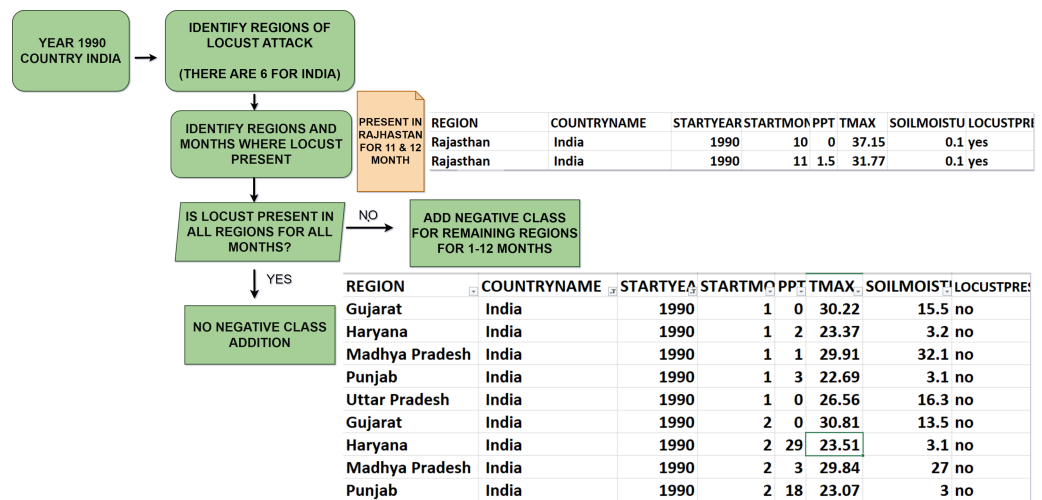 YEAR 1990
COUNTRY INDIA
IDENTIFY REGIONS OF
LOCUST ATTACK
(THERE ARE 6 FOR INDIA)
IDENTIFY REGIONS AND
MONTHS WHERE LOCUST
PRESENT
PRESENT IN
RAJHASTAN
FOR 11 & 12
MONTH
REGION COUNTRYNAME STARTYEAR STARTMON PPT TMAX SOILMOISTU LOCUSTPRE
Rajasthan India 1990 10 0 37.15 0.1 yes
Rajasthan India 1990 11 1.5 31.77 0.1 yes
IS LOCUST PRESENT IN
ALL REGIONS FOR ALL
MONTHS?
NO
ADD NEGATIVE CLASS
FOR REMAINING REGIONS
FOR 1-12 MONTHS
YES
NO NEGATIVE CLASS
ADDITION
REGION COUNTRYNAME STARTYEA STARTMO PPT TMAX SOILMOIST LOCUSTPRES
Gujarat India 1990 1 0 30.22 15.5 no
Haryana India 1990 1 2 23.37 3.2 no
Madhya Pradesh India 1990 1 1 29.91 32.1 no
Punjab India 1990 1 3 22.69 3.1 no
Uttar Pradesh India 1990 1 0 26.56 16.3 no
Gujarat India 1990 2 0 30.81 13.5 no
Haryana India 1990 2 29 23.51 3.1 no
Madhya Pradesh India 1990 2 3 29.84 27 no
Punjab India 1990 2 18 23.07 3 no